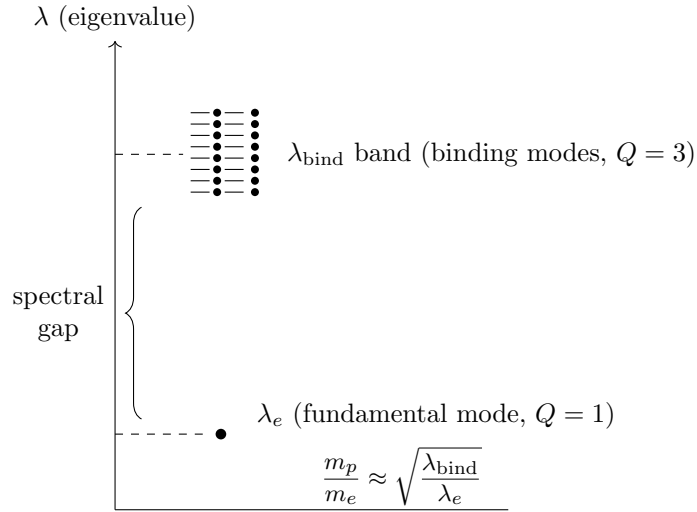 λ (eigenvalue)
λ_bind band (binding modes, Q = 3)
spectral
gap
λ_e (fundamental mode, Q = 1)
m_p/m_e ≈ √(λ_bind/λ_e)